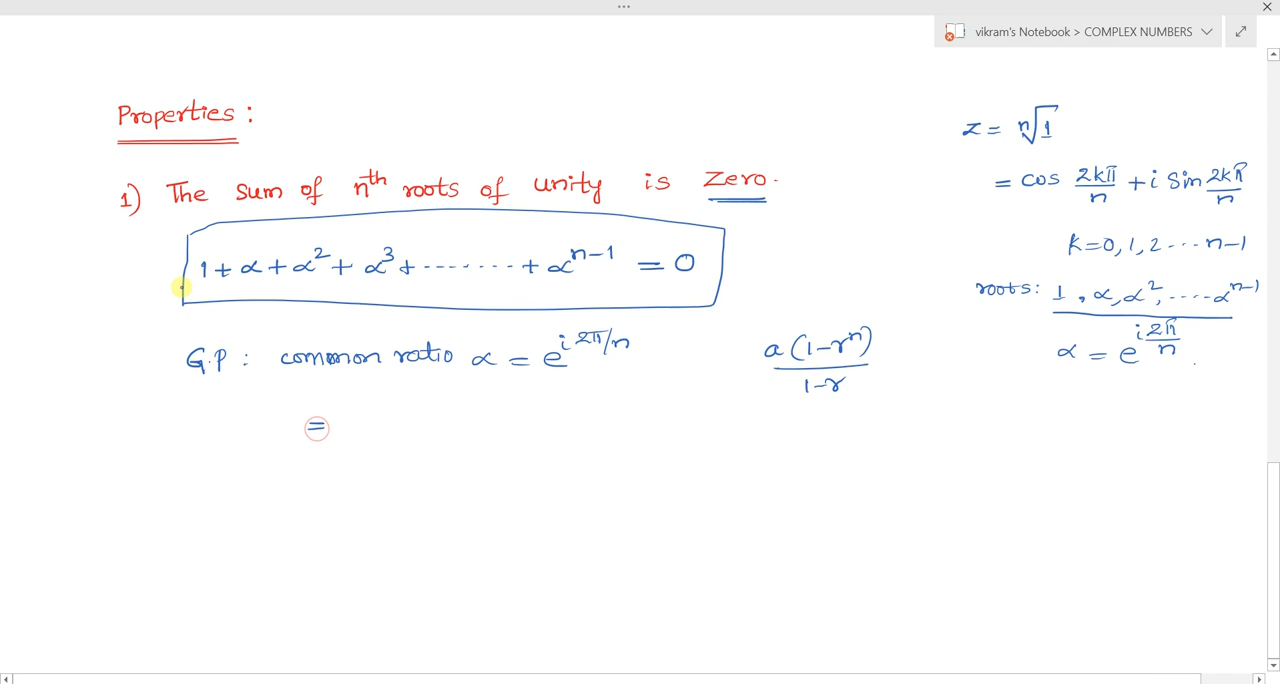 vikram's Notebook > COMPLEX NUMBERS
Properties :
1) The sum of nth roots of unity is zero.
1 + α + α² + α³ + ........ + αⁿ⁻¹ = 0
G.P : common ratio α = e^{i 2π/n}
a(1-rⁿ)/(1-r)
=
z = ⁿ√1
= cos 2kπ/n + i sin 2kπ/n
k=0, 1, 2 ... n-1
roots: 1, α, α², ..... αⁿ⁻¹
α = e^{i 2π/n} .